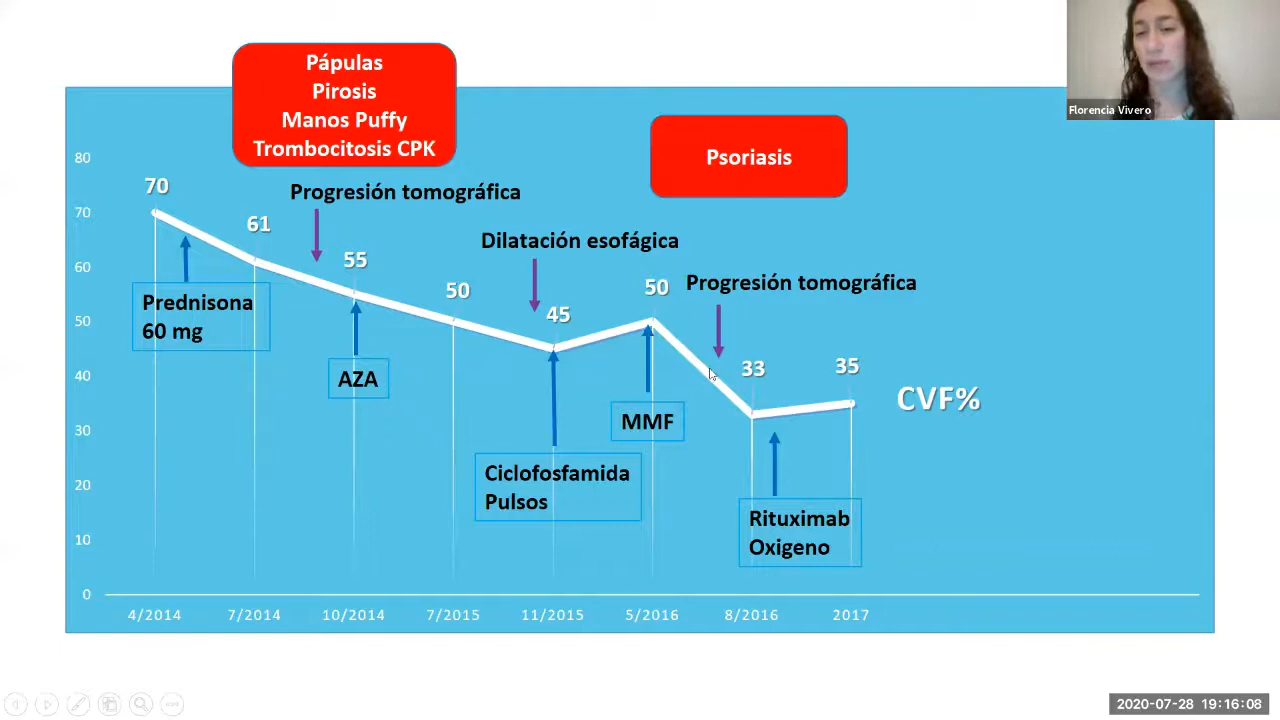 Pápulas
Pirosis
Manos Puffy
Trombocitosis CPK
Florencia Vivero
Psoriasis
80
70
60
50
40
30
20
10
0
70
61
55
50
45
50
33
35
Progresión tomográfica
Dilatación esofágica
Progresión tomográfica
Prednisona
60 mg
AZA
Ciclofosfamida
Pulsos
MMF
Rituximab
Oxigeno
CVF%
4/2014
7/2014
10/2014
7/2015
11/2015
5/2016
8/2016
2017
2020-07-28 19:16:08